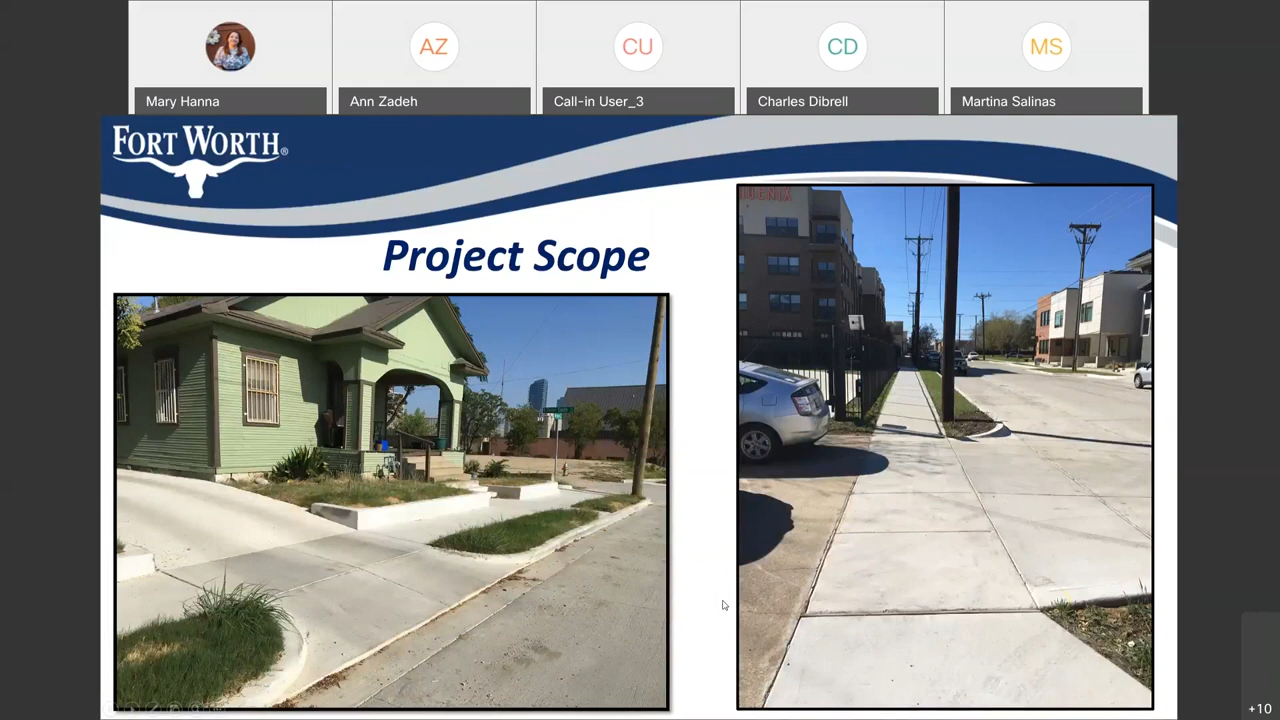 AZ
CU
CD
MS
Mary Hanna
Ann Zadeh
Call-in User_3
Charles Dibrell
Martina Salinas
FORT WORTH®
Project Scope
+10